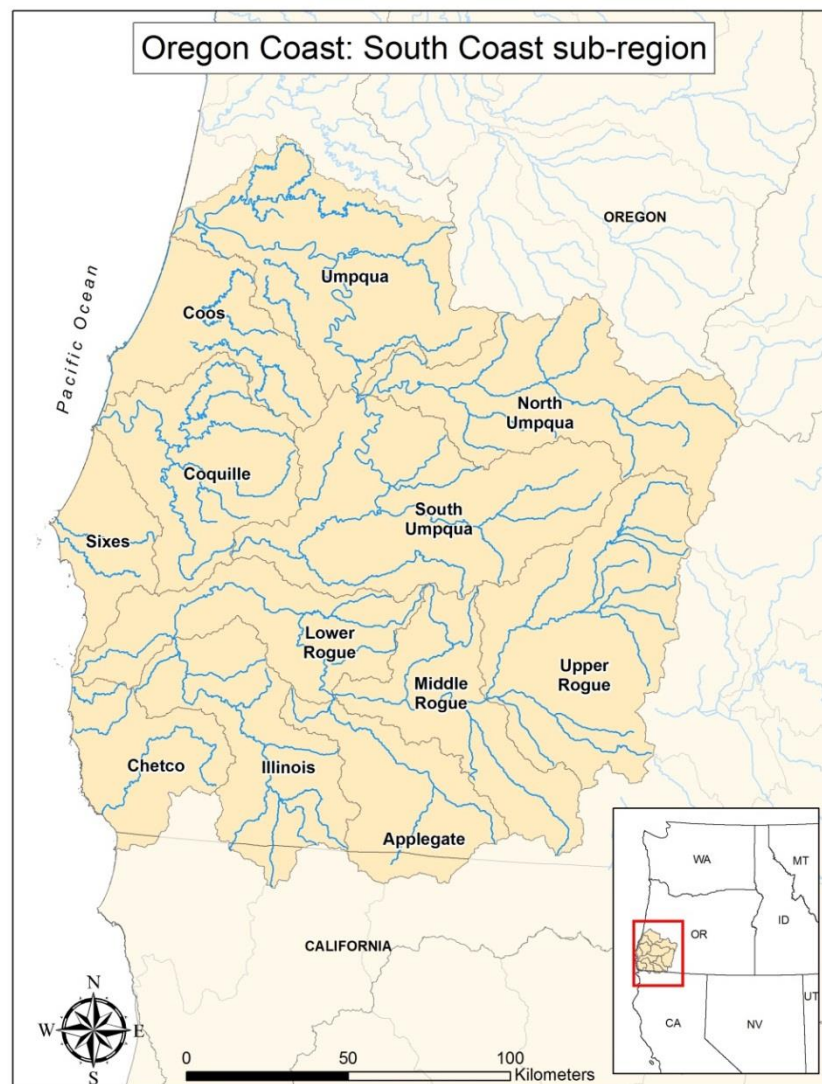 Oregon Coast: South Coast sub-region
OREGON
Pacific Ocean
Umpqua
Coos
North
Umpqua
Coquille
South
Umpqua
Sixes
Lower
Rogue
Upper
Rogue
Middle
Rogue
Chetco
Illinois
Applegate
CALIFORNIA
WA
MT
OR
ID
CA
NV
UT
N
W
E
S
0
50
100
Kilometers